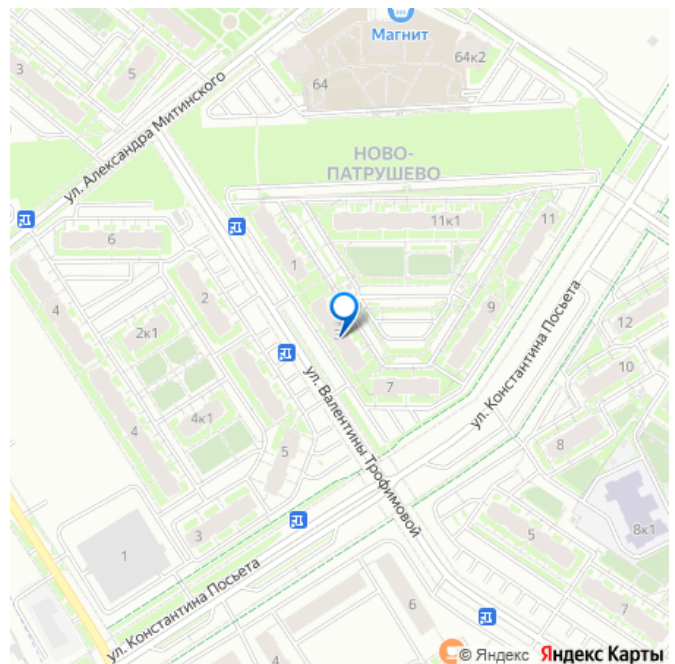 Магнит
64к2
3
5
64
ул. Александра Митинского
НОВО-
ПАТРУШЕВО
11к1
11
6
1
4
2
9
2к1
3
12
ул. Константина Посьета
10
7
ул. Валентины Трофимовой
4к1
4
5
8
3
1
5
8к1
ул. Константина Посьета
6
7
4
© Яндекс Яндекс Карты